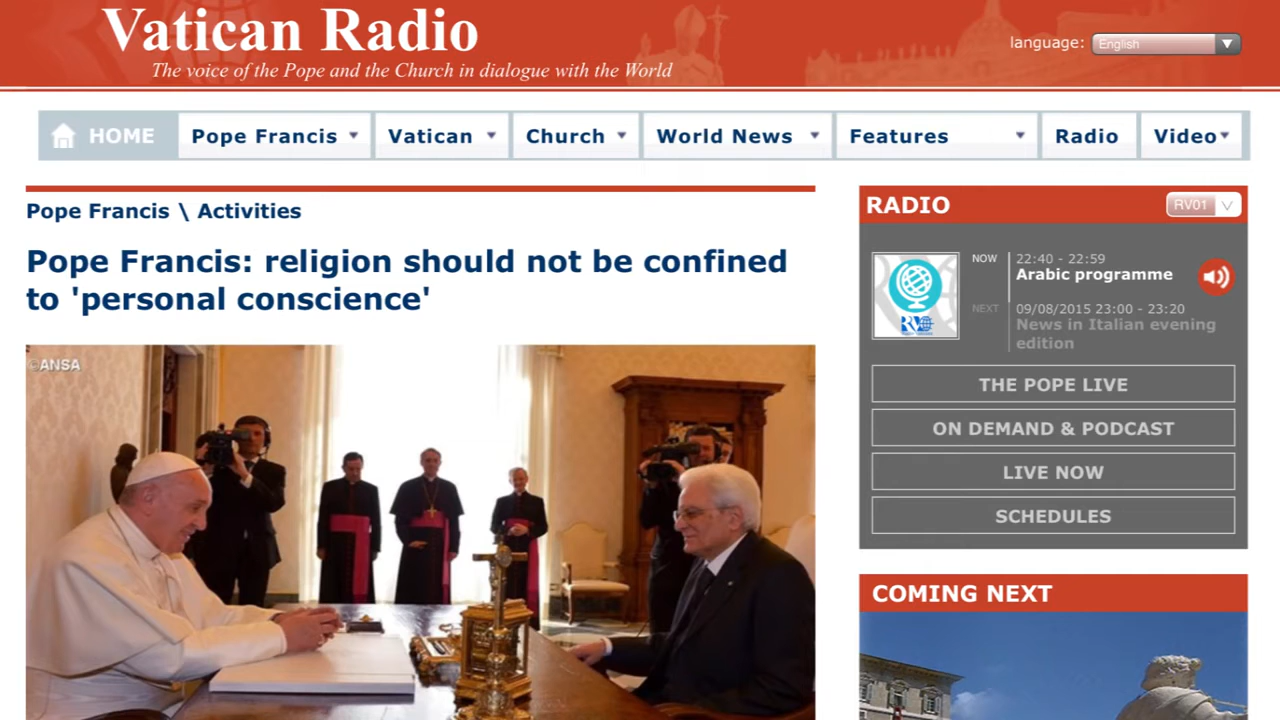 Vatican Radio
The voice of the Pope and the Church in dialogue with the World
language: English
HOME Pope Francis Vatican Church World News Features Radio Video
Pope Francis \ Activities
Pope Francis: religion should not be confined
to 'personal conscience'
©ANSA
RADIO RV01
NOW 22:40 - 22:59
Arabic programme
NEXT 09/08/2015 23:00 - 23:20
News in Italian evening
edition
RV
THE POPE LIVE
ON DEMAND & PODCAST
LIVE NOW
SCHEDULES
COMING NEXT